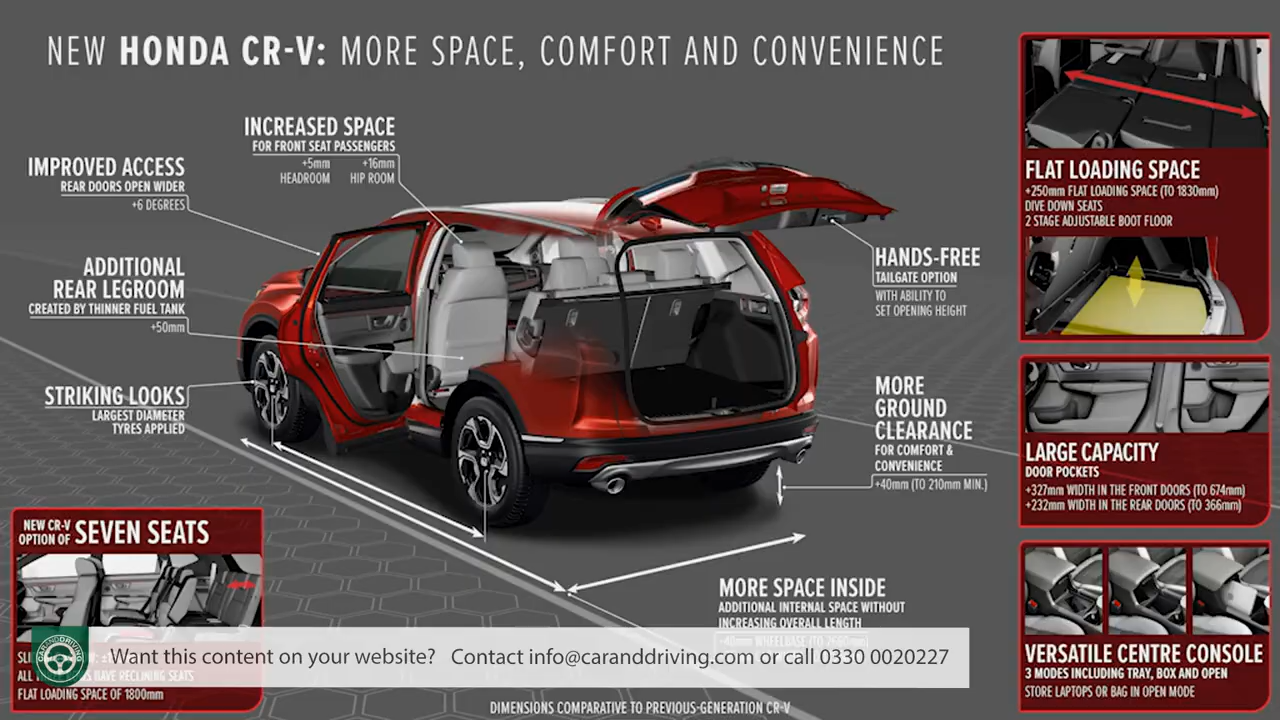 NEW HONDA CR-V: MORE SPACE, COMFORT AND CONVENIENCE
INCREASED SPACE
FOR FRONT SEAT PASSENGERS
+5mm +16mm
HEADROOM HIP ROOM
IMPROVED ACCESS
REAR DOORS OPEN WIDER
+6 DEGREES
ADDITIONAL
REAR LEGROOM
CREATED BY THINNER FUEL TANK
+50mm
STRIKING LOOKS
LARGEST DIAMETER
TYRES APPLIED
HANDS-FREE
TAILGATE OPTION
WITH ABILITY TO
SET OPENING HEIGHT
MORE
GROUND
CLEARANCE
FOR COMFORT &
CONVENIENCE
+40mm (TO 210mm MIN.)
MORE SPACE INSIDE
ADDITIONAL INTERNAL SPACE WITHOUT
INCREASING OVERALL LENGTH
+40mm WHEELBASE (TO 2660mm)
NEW CR-V
OPTION OF SEVEN SEATS
ALL HAVE RECLINING SEATS
FLAT LOADING SPACE OF 1800mm
CARANDDRIVING
Want this content on your website? Contact info@caranddriving.com or call 0330 0020227
DIMENSIONS COMPARATIVE TO PREVIOUS-GENERATION CR-V
FLAT LOADING SPACE
+250mm FLAT LOADING SPACE (TO 1830mm)
DIVE DOWN SEATS
2 STAGE ADJUSTABLE BOOT FLOOR
LARGE CAPACITY
DOOR POCKETS
+327mm WIDTH IN THE FRONT DOORS (TO 674mm)
+232mm WIDTH IN THE REAR DOORS (TO 366mm)
VERSATILE CENTRE CONSOLE
3 MODES INCLUDING TRAY, BOX AND OPEN
STORE LAPTOPS OR BAG IN OPEN MODE